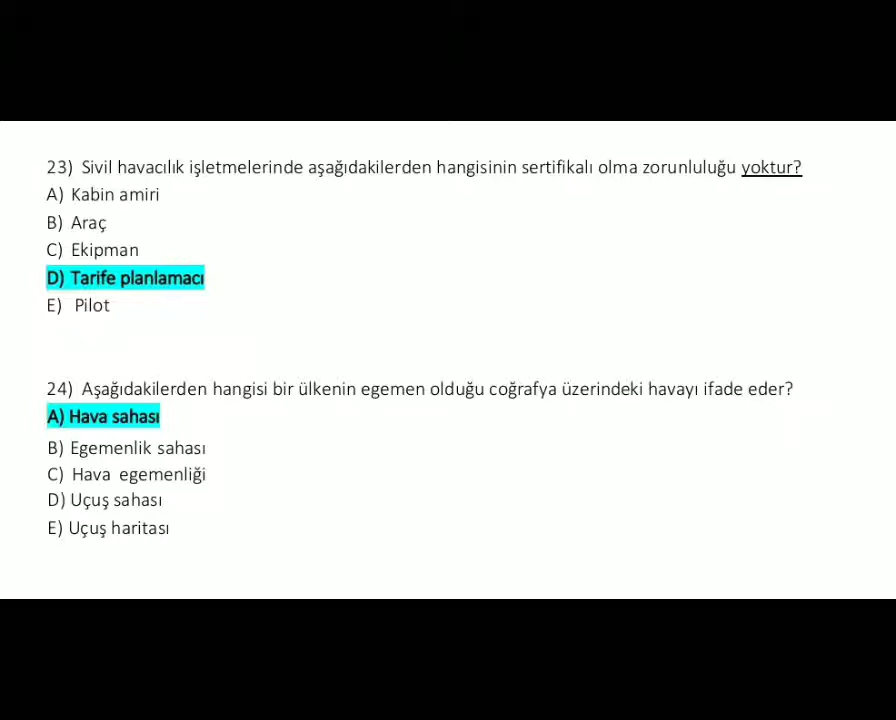 23) Sivil havacılık işletmelerinde aşağıdakilerden hangisinin sertifikalı olma zorunluluğu yoktur?
A) Kabin amiri
B) Araç
C) Ekipman
D) Tarife planlamacı
E) Pilot
24) Aşağıdakilerden hangisi bir ülkenin egemen olduğu coğrafya üzerindeki havayı ifade eder?
A) Hava sahası
B) Egemenlik sahası
C) Hava egemenliği
D) Uçuş sahası
E) Uçuş haritası